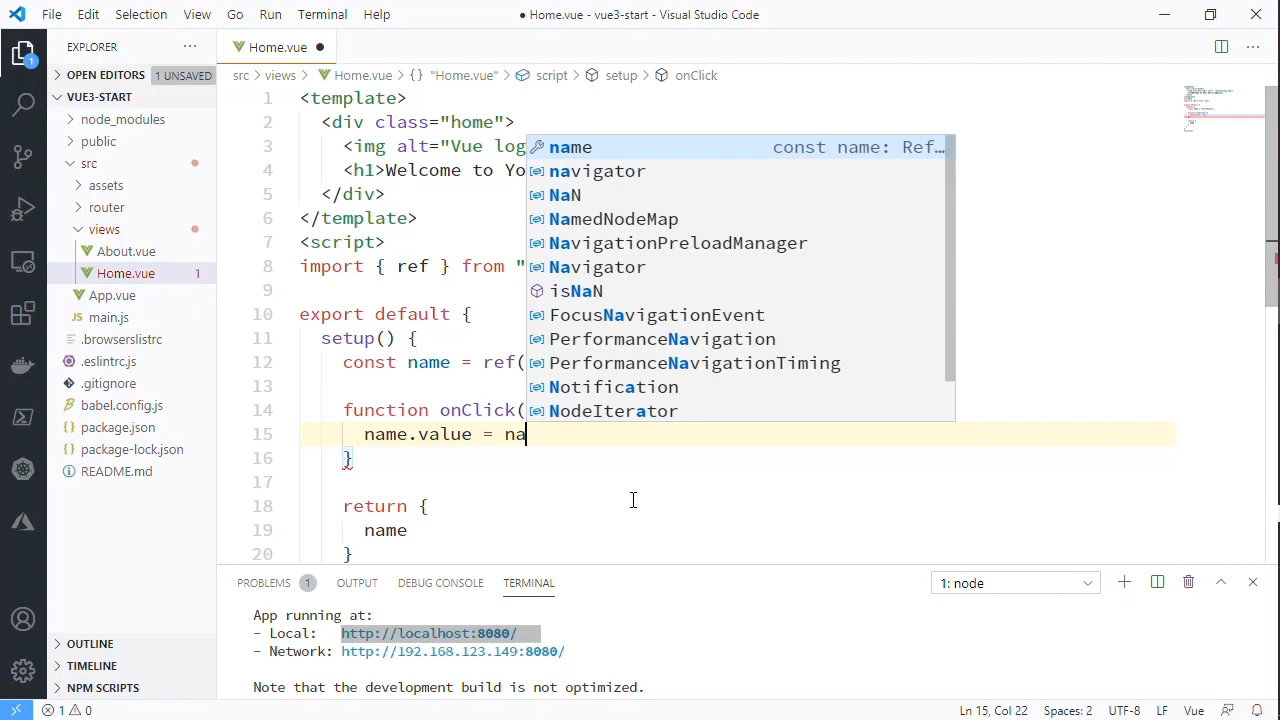 File Edit Selection View Go Run Terminal Help
● Home.vue - vue3-start - Visual Studio Code
EXPLORER ···
Home.vue ●
OPEN EDITORS 1 UNSAVED
src > views > Home.vue > {} "Home.vue" > script > setup > onClick
VUE3-START
node_modules
public
src
assets
router
views
About.vue
Home.vue 1
App.vue
JS main.js
.browserslistrc
.eslintrc.js
.gitignore
babel.config.js
package.json
package-lock.json
README.md
OUTLINE
TIMELINE
NPM SCRIPTS
1 <template>
2 <div class="home">
3 <img alt="Vue log
4 <h1>Welcome to Yo
5 </div>
6 </template>
7 <script>
8 import { ref } from "
9
10 export default {
11 setup() {
12 const name = ref(
13
14 function onClick(
15 name.value = na
16 }
17
18 return {
19 name
20 }
name const name: Ref…
navigator
NaN
NamedNodeMap
NavigationPreloadManager
Navigator
isNaN
FocusNavigationEvent
PerformanceNavigation
PerformanceNavigationTiming
Notification
NodeIterator
PROBLEMS 1 OUTPUT DEBUG CONSOLE TERMINAL 1: node
App running at:
- Local: http://localhost:8080/
- Network: http://192.168.123.149:8080/
Note that the development build is not optimized.
1 0 Ln 15, Col 22 Spaces: 2 UTF-8 LF Vue